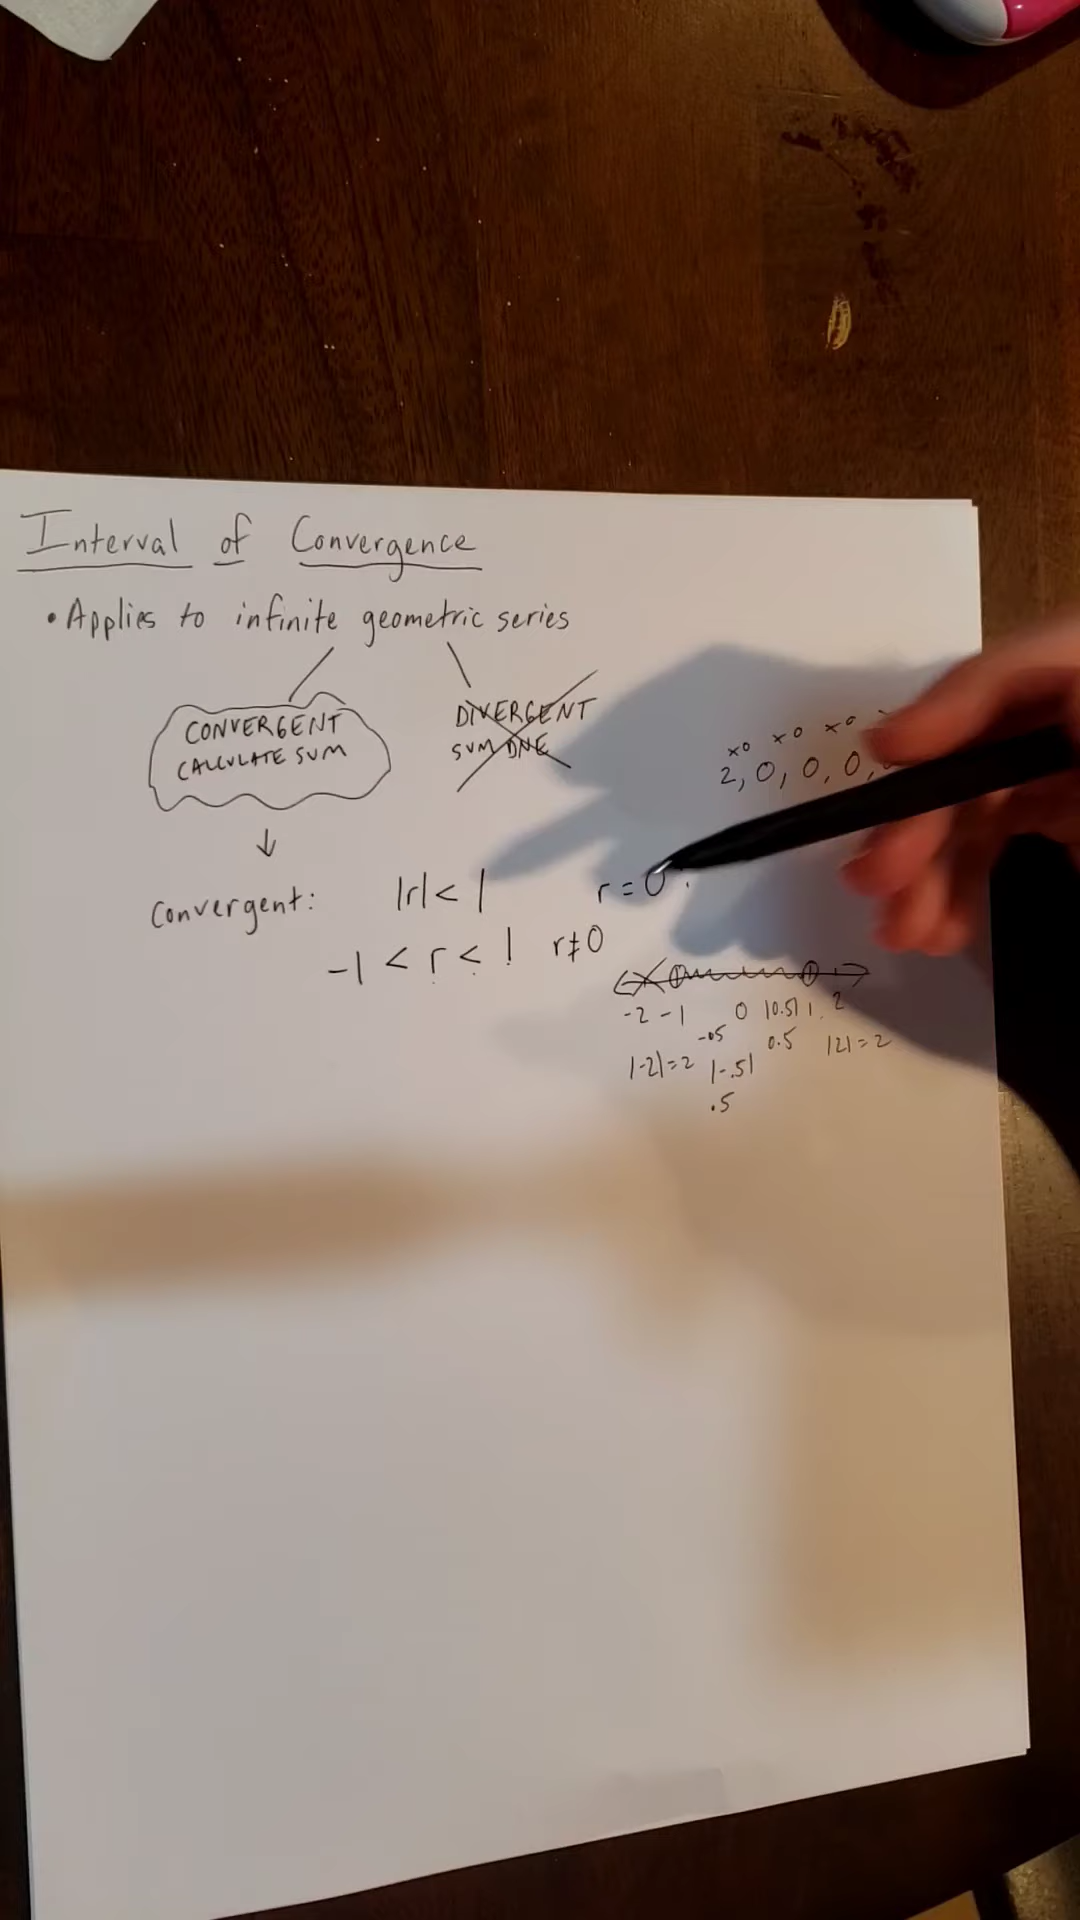 Interval of Convergence
• Applies to infinite geometric series
CONVERGENT
CALCULATE SUM
DIVERGENT
SUM DNE
×0 ×0 ×0
2, 0, 0, 0,
↓
Convergent: |r| < 1
r = 0
-1 < r < 1 r≠0
-2 -1 0 |0.5| 1 2
-05 0.5 |2| = 2
|-2| = 2 |-.5|
.5